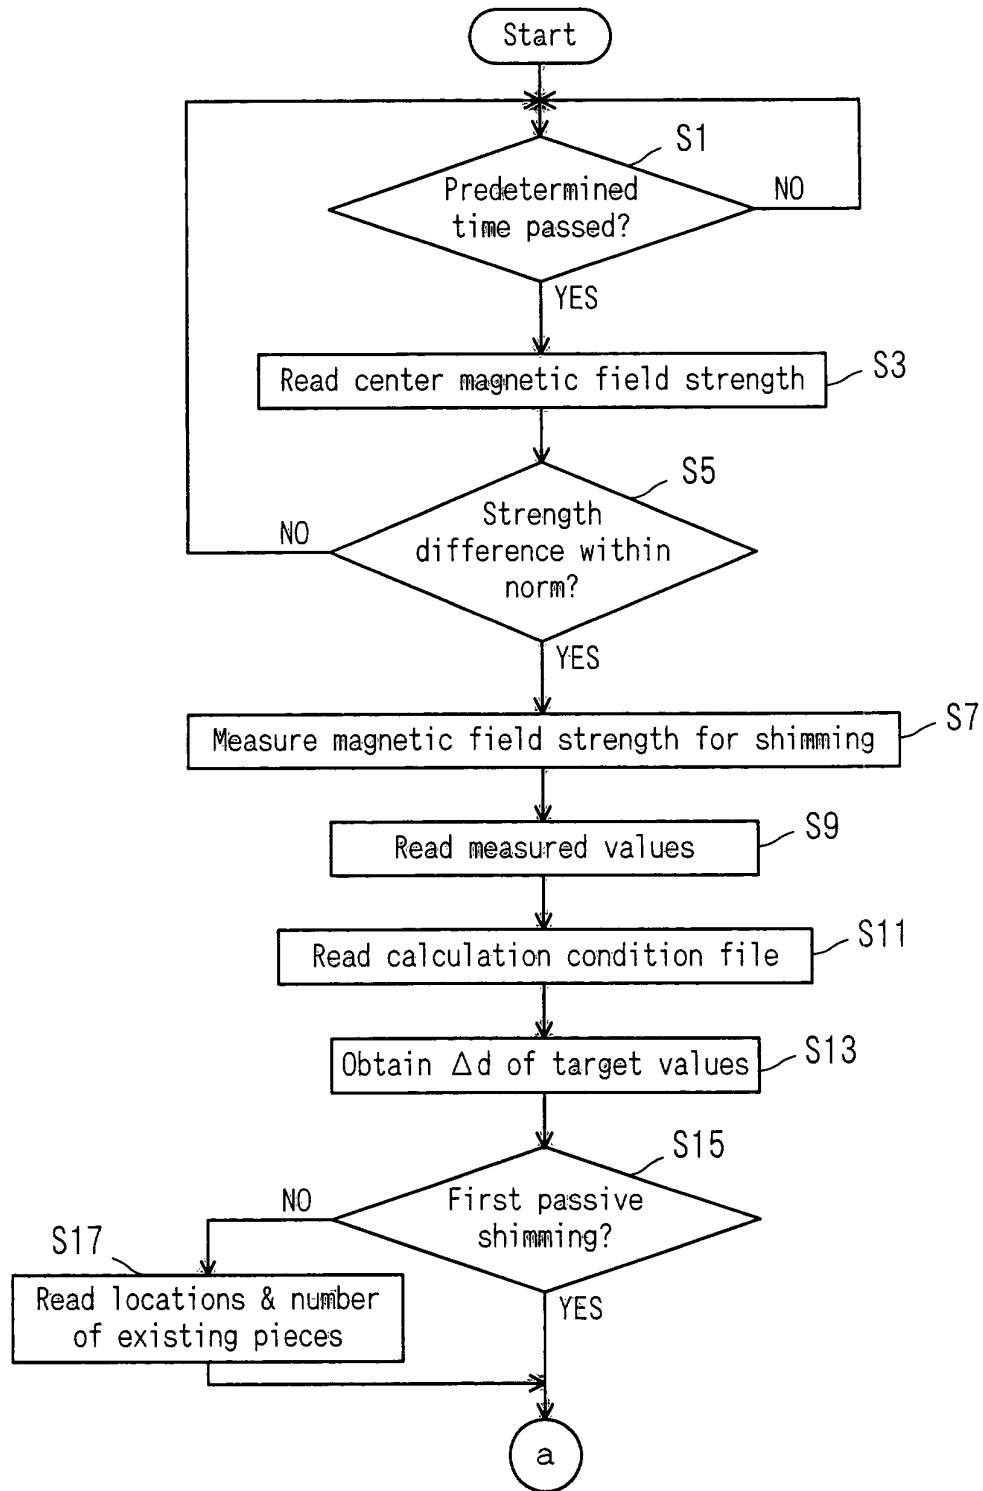 Start
S1
Predetermined
time passed?
NO
YES
Read center magnetic field strength
S3
S5
Strength
difference within
norm?
NO
YES
Measure magnetic field strength for shimming
S7
Read measured values
S9
Read calculation condition file
S11
Obtain Δd of target values
S13
S15
First passive
shimming?
NO
S17
Read locations & number
of existing pieces
YES
a